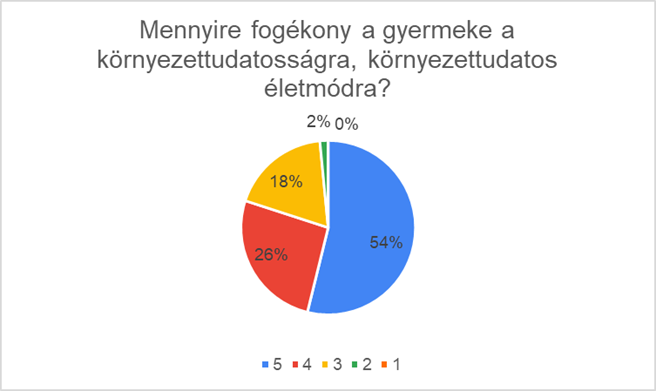 Mennyire fogékony a gyermeke a
környezettudatosságra, környezettudatos
életmódra?
2% 0%
18%
54%
26%
5 4 3 2 1